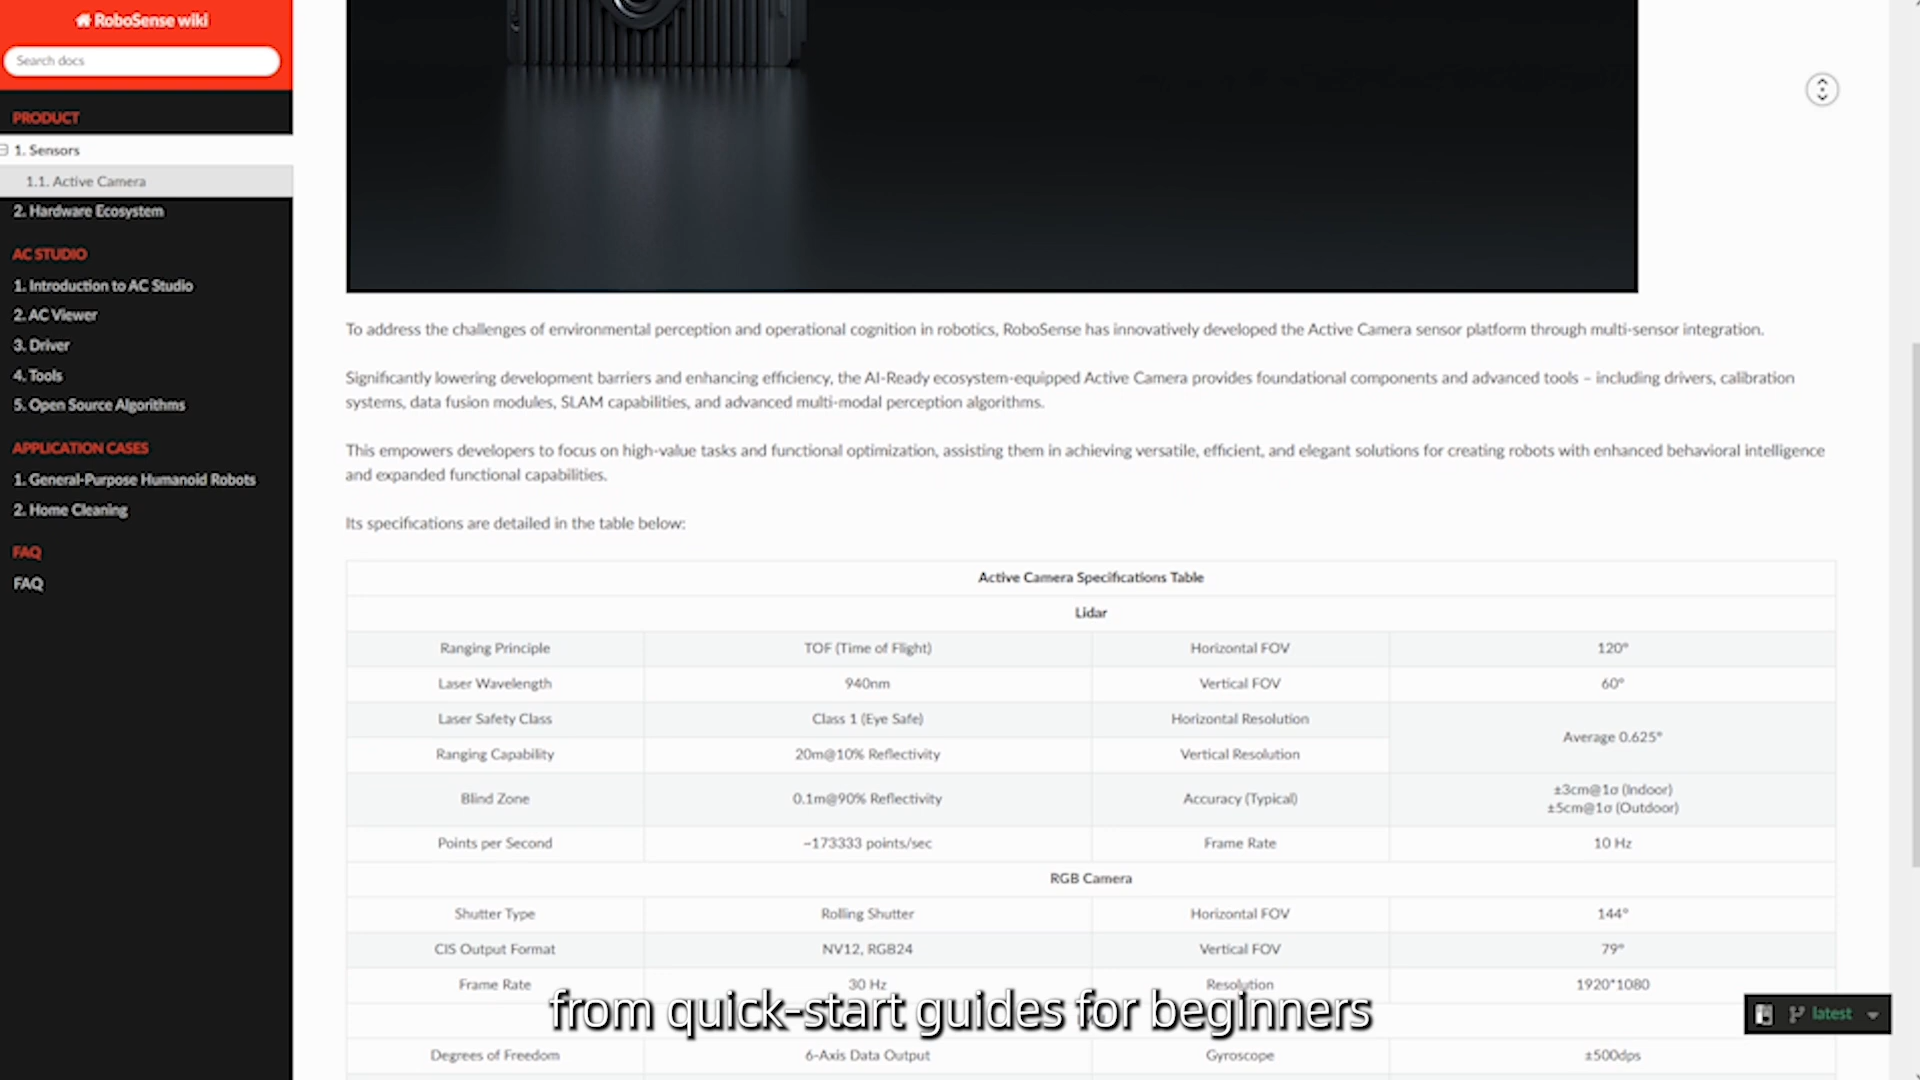 RoboSense wiki
Search docs
PRODUCT
1. Sensors
1.1. Active Camera
2. Hardware Ecosystem
AC STUDIO
1. Introduction to AC Studio
2. AC Viewer
3. Driver
4. Tools
5. Open Source Algorithms
APPLICATION CASES
1. General-Purpose Humanoid Robots
2. Home Cleaning
FAQ
FAQ
To address the challenges of environmental perception and operational cognition in robotics, RoboSense has innovatively developed the Active Camera sensor platform through multi-sensor integration.
Significantly lowering development barriers and enhancing efficiency, the AI-Ready ecosystem-equipped Active Camera provides foundational components and advanced tools – including drivers, calibration
systems, data fusion modules, SLAM capabilities, and advanced multi-modal perception algorithms.
This empowers developers to focus on high-value tasks and functional optimization, assisting them in achieving versatile, efficient, and elegant solutions for creating robots with enhanced behavioral intelligence
and expanded functional capabilities.
Its specifications are detailed in the table below:
Active Camera Specifications Table
Lidar
Ranging Principle TOF (Time of Flight) Horizontal FOV 120°
Laser Wavelength 940nm Vertical FOV 60°
Laser Safety Class Class 1 (Eye Safe) Horizontal Resolution
Average 0.625°
Ranging Capability 20m@10% Reflectivity Vertical Resolution
Blind Zone 0.1m@90% Reflectivity Accuracy (Typical) ±3cm@1σ (Indoor)
±5cm@1σ (Outdoor)
Points per Second ~173333 points/sec Frame Rate 10 Hz
RGB Camera
Shutter Type Rolling Shutter Horizontal FOV 144°
CIS Output Format NV12, RGB24 Vertical FOV 79°
Frame Rate 30 Hz Resolution 1920*1080
from quick-start guides for beginners
latest
Degrees of Freedom 6-Axis Data Output Gyroscope ±500dps